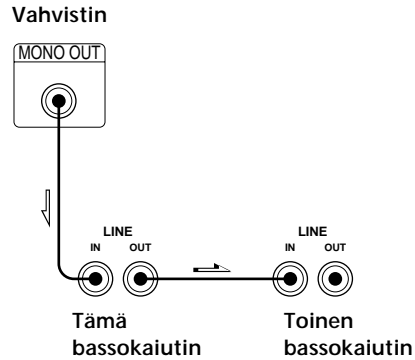 Vahvistin
MONO OUT
LINE
IN OUT
LINE
IN OUT
Tämä
bassokaiutin
Toinen
bassokaiutin